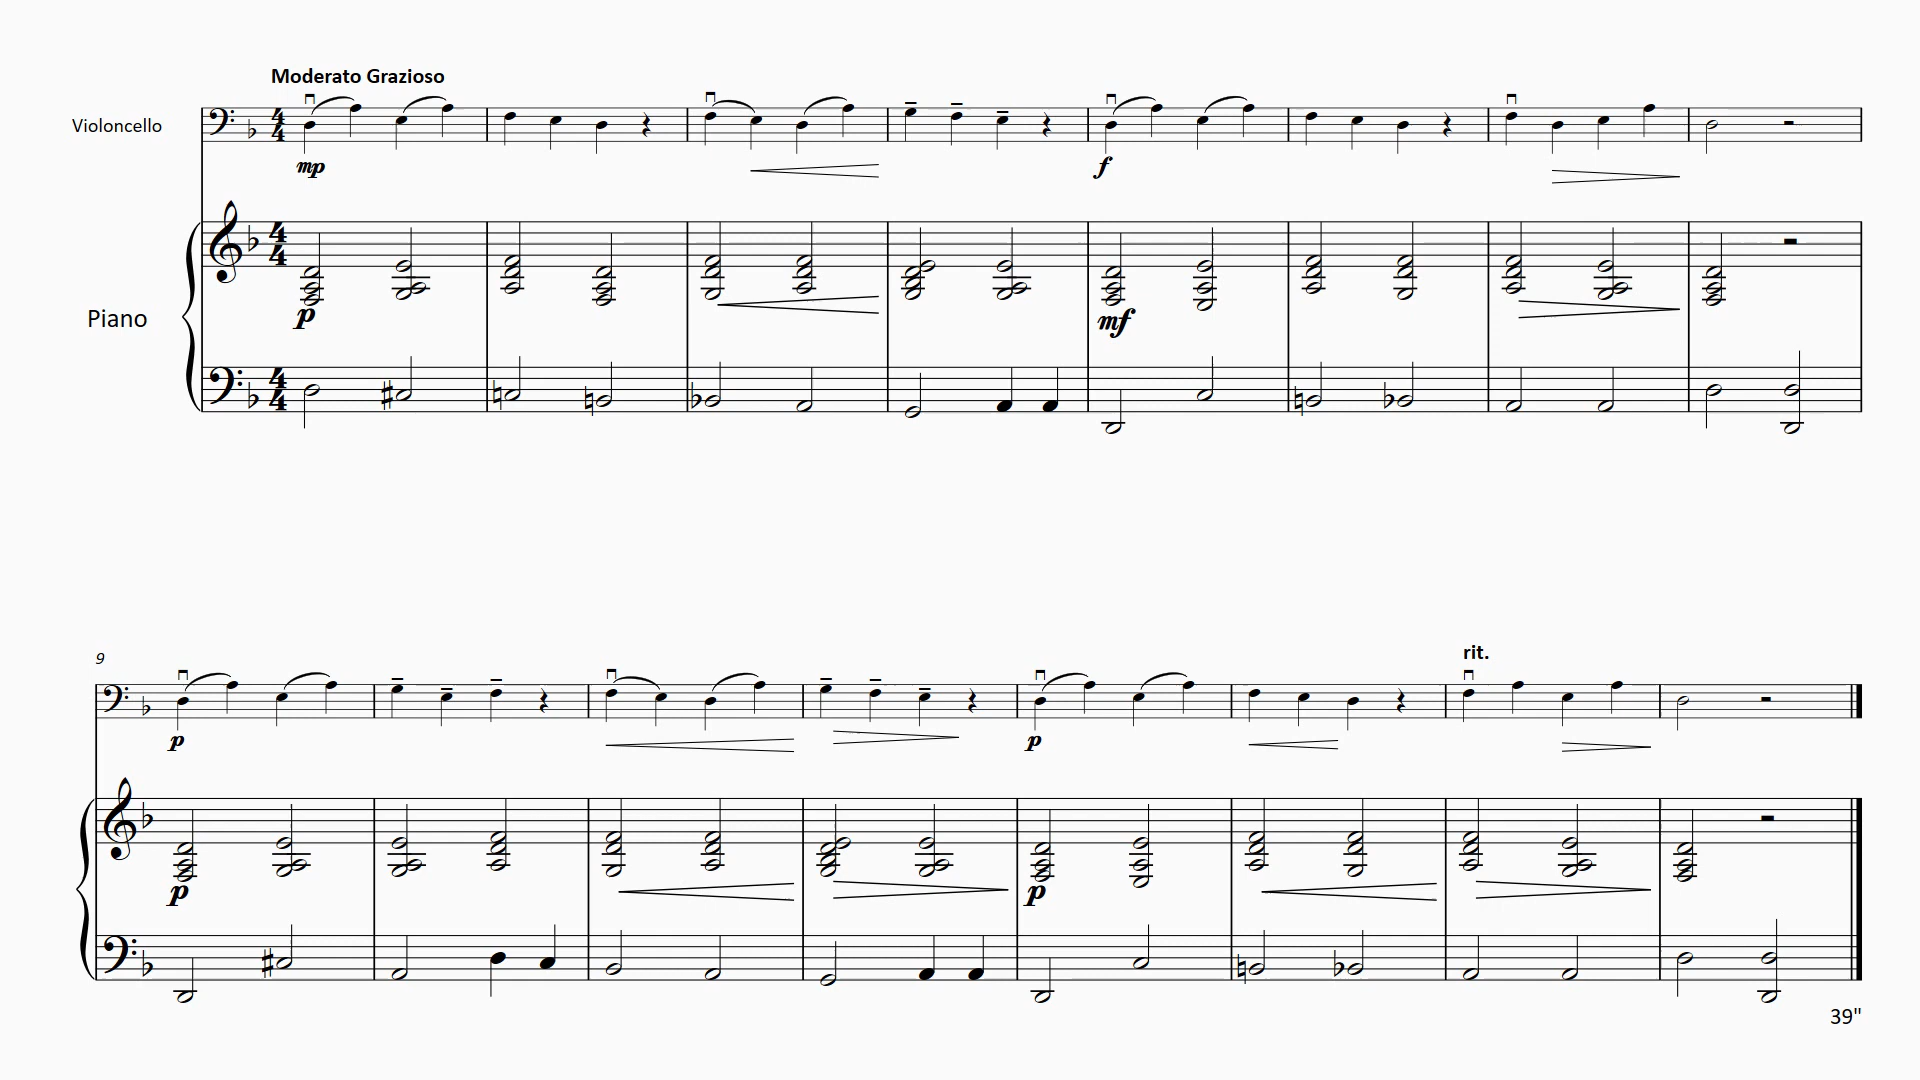 Moderato Grazioso
Violoncello
mp
f
Piano
p
mf
9
rit.
p
p
p
p
39"